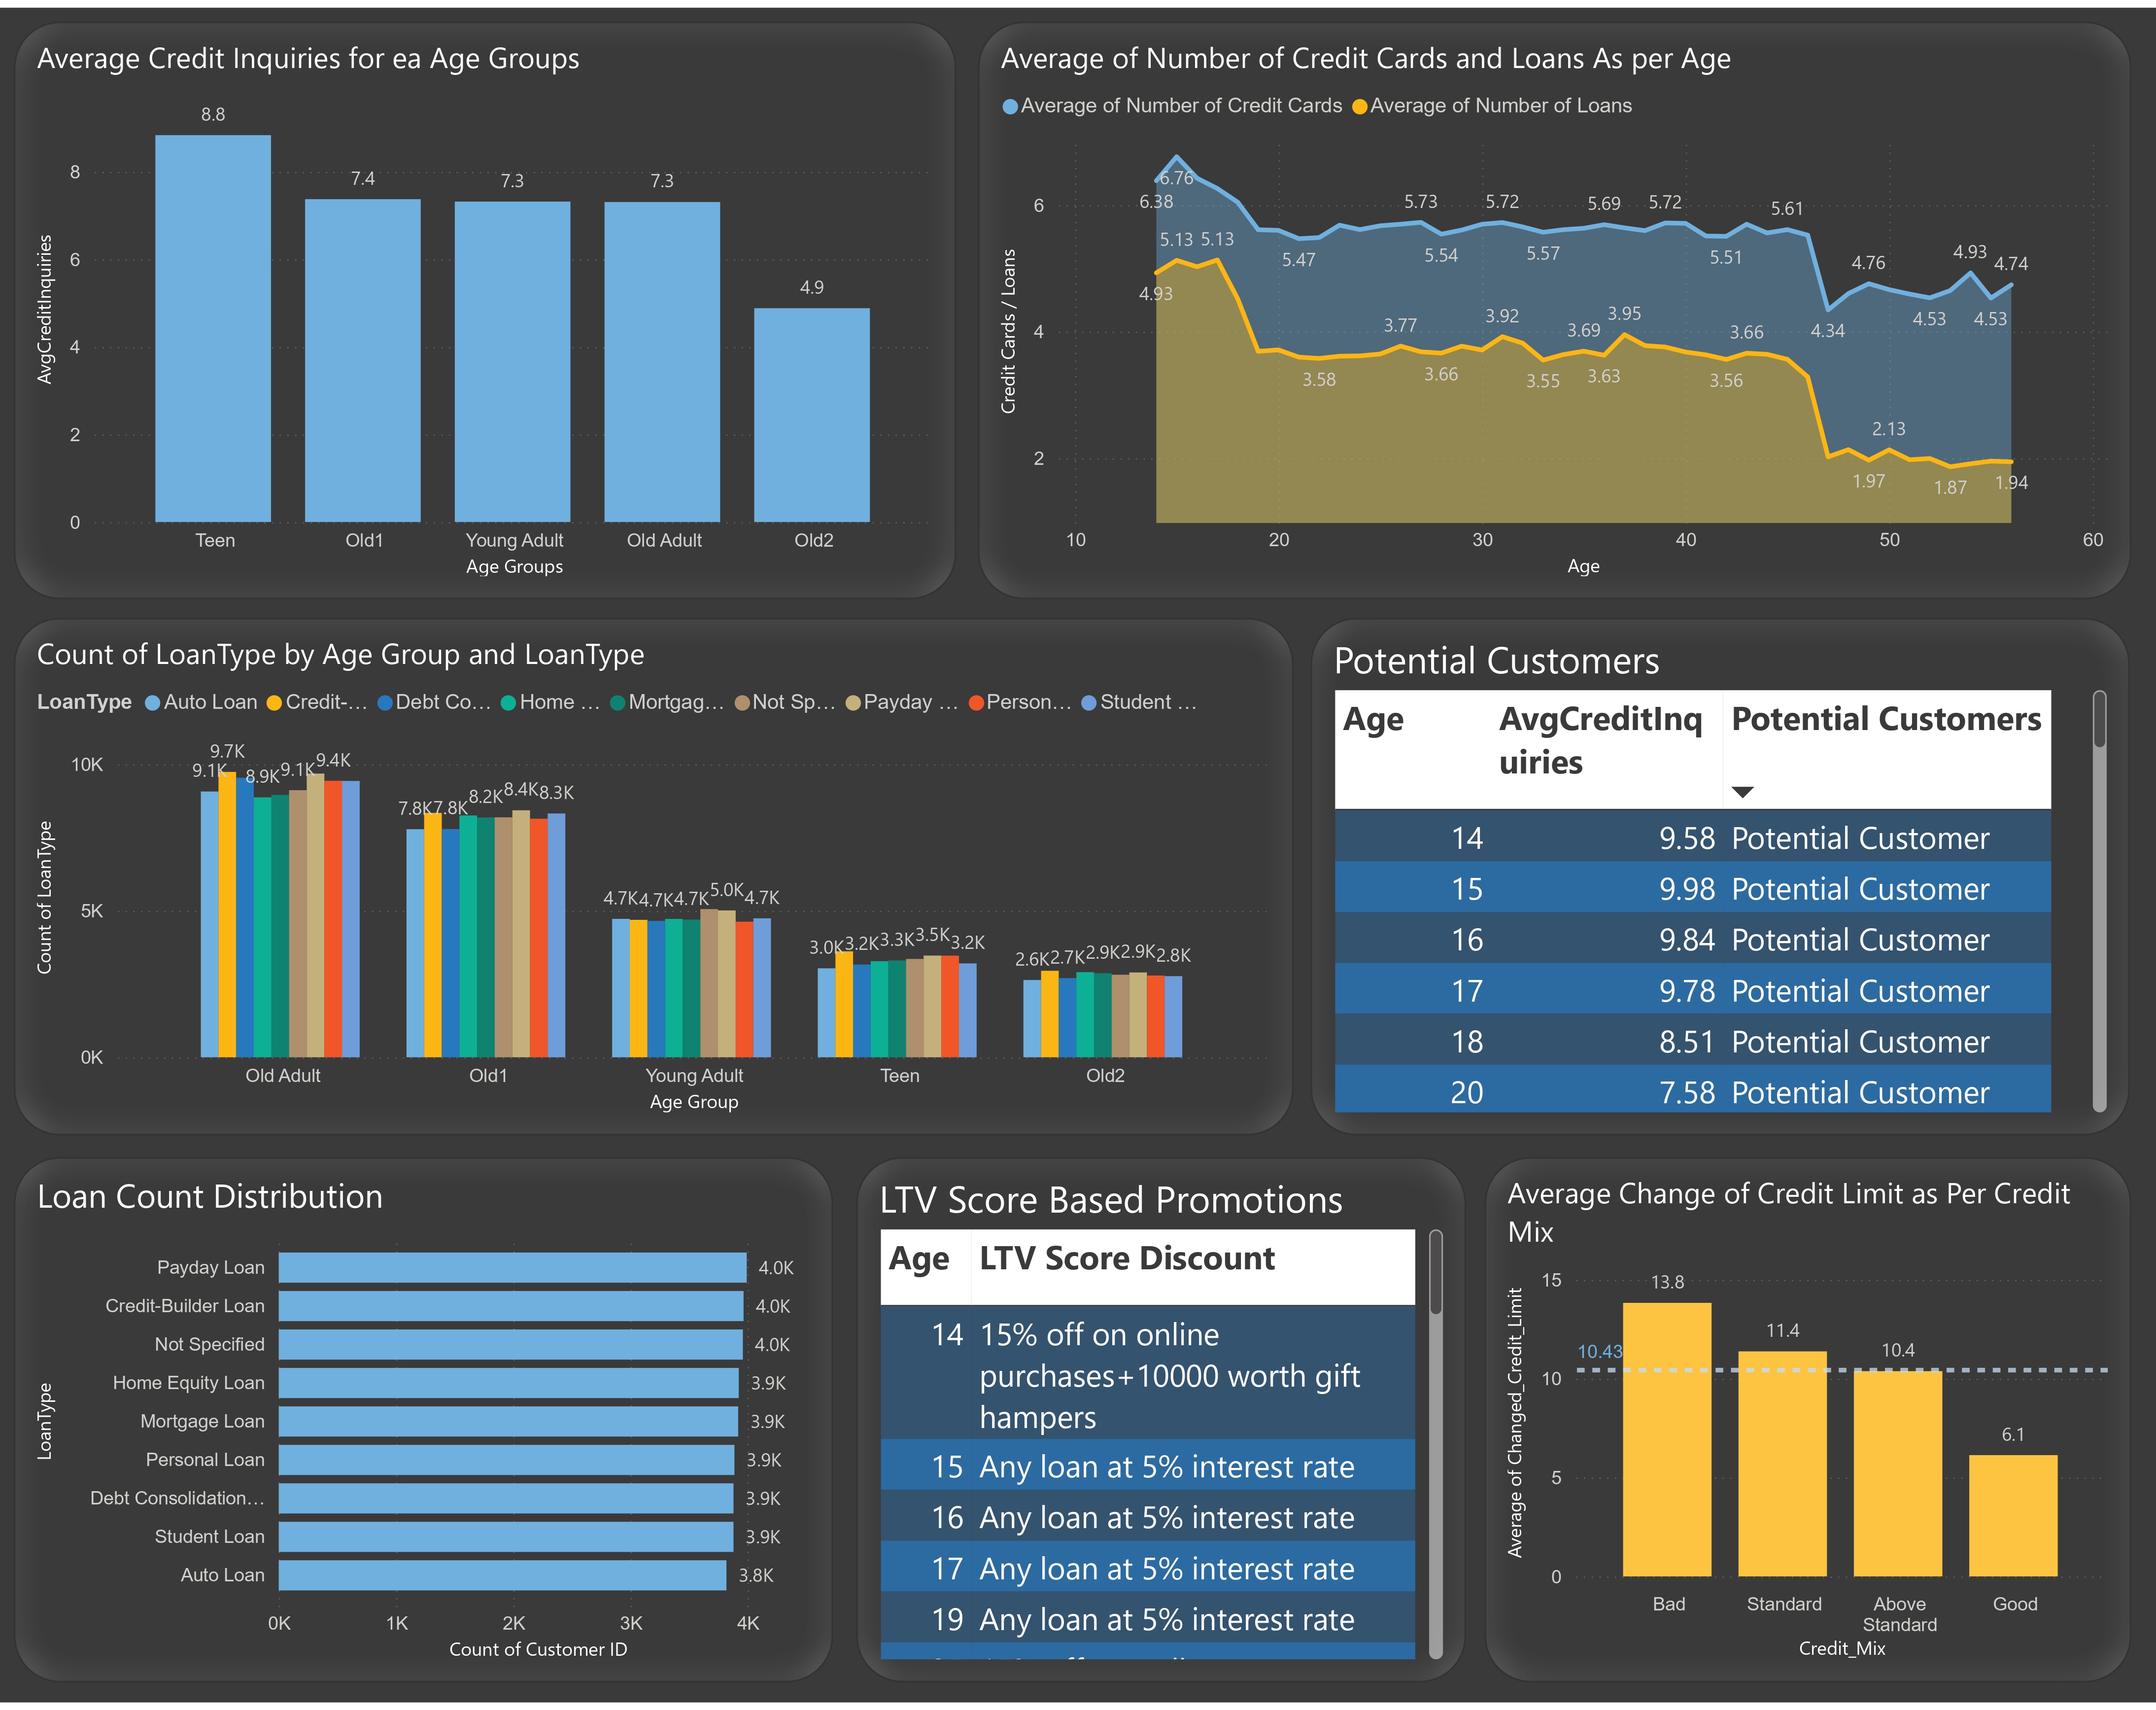 Average Credit Inquiries for ea Age Groups
AvgCreditInquiries
8
6
4
2
0
8.8
7.4
7.3
7.3
4.9
Teen
Old1
Young Adult
Old Adult
Old2
Age Groups
Average of Number of Credit Cards and Loans As per Age
Average of Number of Credit Cards
Average of Number of Loans
Credit Cards / Loans
6
4
2
6.38
6.76
5.47
5.73
5.54
5.72
5.57
5.69
5.72
5.51
5.61
4.34
4.76
4.53
4.93
4.53
4.74
4.93
5.13
5.13
3.58
3.77
3.66
3.92
3.55
3.69
3.63
3.95
3.56
3.66
1.97
2.13
1.87
1.94
10
20
30
40
50
60
Age
Count of LoanType by Age Group and LoanType
LoanType
Auto Loan
Credit-...
Debt Co...
Home ...
Mortgag...
Not Sp...
Payday ...
Person...
Student ...
Count of LoanType
10K
5K
0K
9.1K
9.7K
8.9K
9.1K
9.4K
7.8K
7.8K
8.2K
8.4K
8.3K
4.7K
4.7K
4.7K
5.0K
4.7K
3.0K
3.2K
3.3K
3.5K
3.2K
2.6K
2.7K
2.9K
2.9K
2.8K
Old Adult
Old1
Young Adult
Teen
Old2
Age Group
Potential Customers
Age AvgCreditInq Potential Customers
uiries
14 9.58 Potential Customer
15 9.98 Potential Customer
16 9.84 Potential Customer
17 9.78 Potential Customer
18 8.51 Potential Customer
20 7.58 Potential Customer
Loan Count Distribution
LoanType
Payday Loan 4.0K
Credit-Builder Loan 4.0K
Not Specified 4.0K
Home Equity Loan 3.9K
Mortgage Loan 3.9K
Personal Loan 3.9K
Debt Consolidation... 3.9K
Student Loan 3.9K
Auto Loan 3.8K
0K
1K
2K
3K
4K
Count of Customer ID
LTV Score Based Promotions
Age LTV Score Discount
14 15% off on online
purchases+10000 worth gift
hampers
15 Any loan at 5% interest rate
16 Any loan at 5% interest rate
17 Any loan at 5% interest rate
19 Any loan at 5% interest rate
Average Change of Credit Limit as Per Credit
Mix
Average of Changed_Credit_Limit
15
10
5
0
10.43
13.8
11.4
10.4
6.1
Bad
Standard
Above
Standard
Good
Credit_Mix